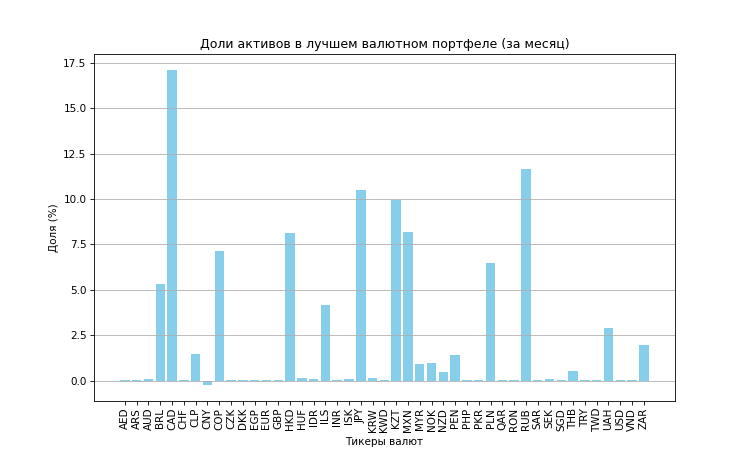 Доли активов в лучшем валютном портфеле (за месяц)
17.5
15.0
12.5
10.0
7.5
5.0
2.5
0.0
Доля (%)
AED ARS AUD BRL CAD CHF CLP CNY COP CZK DKK EGP EUR GBP HKD HUF IDR ILS INR ISK JPY KRW KWD KZT MXN MYR NOK NZD PEN PHP PKR PLN QAR RON RUB SAR SEK SGD THB TRY TWD UAH USD VND ZAR
Тикеры валют